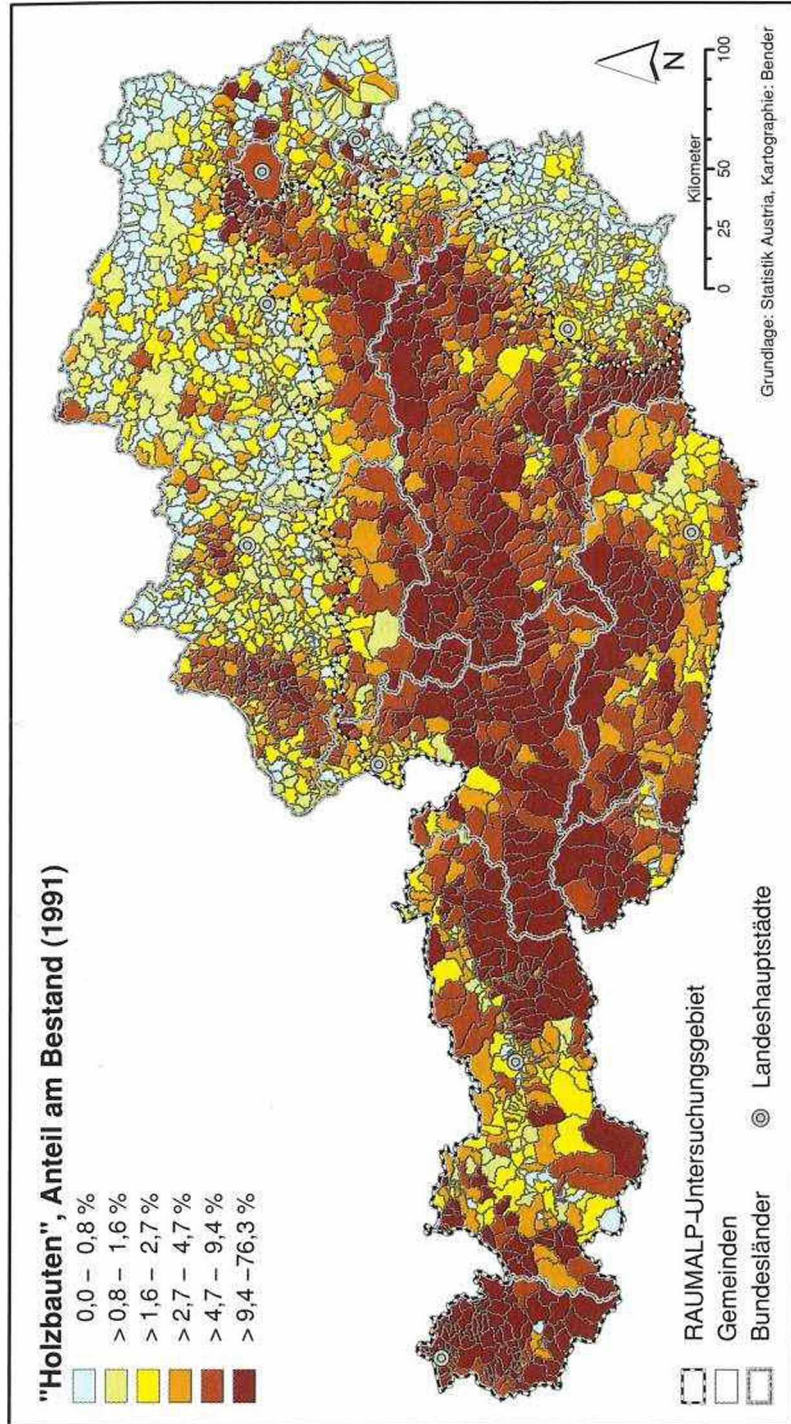 "Holzbauten", Anteil am Bestand (1991)
0,0 – 0,8 %
> 0,8 – 1,6 %
> 1,6 – 2,7 %
> 2,7 – 4,7 %
> 4,7 – 9,4 %
> 9,4 –76,3 %
RAUMALP-Untersuchungsgebiet
Gemeinden
Bundesländer
Landeshauptstädte
N
Kilometer
0 25 50 100
Grundlage: Statistik Austria, Kartographie: Bender